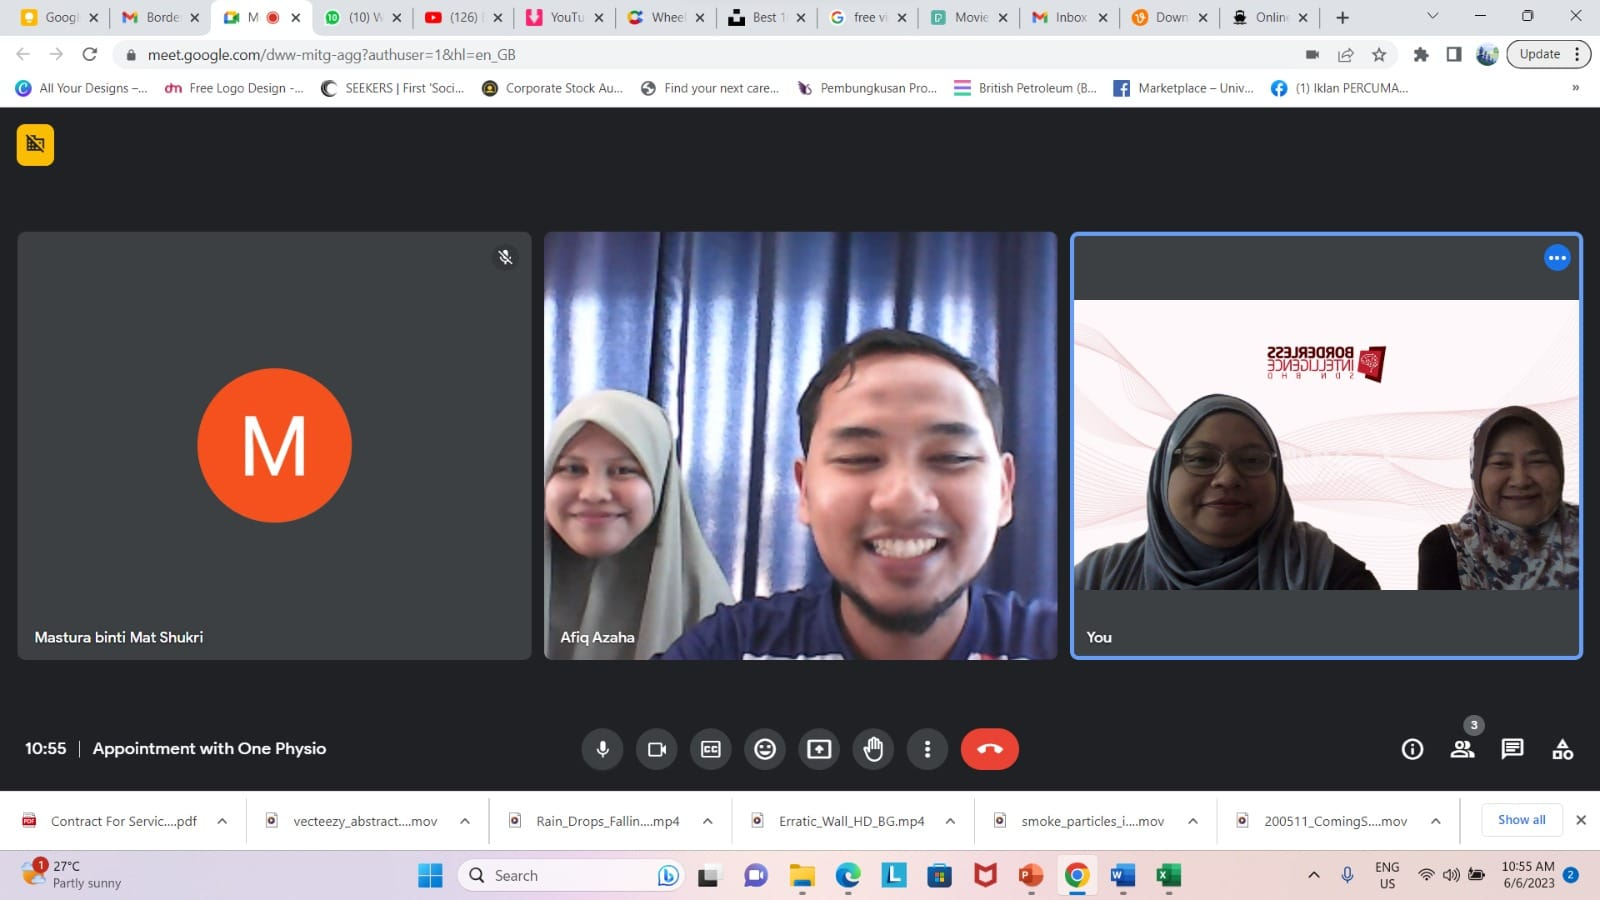 Googl
Borde
M
(10) W
(126)
YouTu
Wheel
Best 1
free vi
Movie
Inbox
Down
Onlin
meet.google.com/dww-mitg-agg?authuser=1&hl=en_GB
Update
All Your Designs –...
dm Free Logo Design -...
SEEKERS | First 'Soci...
Corporate Stock Au...
Find your next care...
Pembungkusan Pro...
British Petroleum (B...
Marketplace – Univ...
(1) Iklan PERCUMA...
»
M
Mastura binti Mat Shukri
Afiq Azaha
BORDERLESS
INTELLIGENCE
SDN BHD
You
10:55 | Appointment with One Physio
CC
3
Contract For Servic....pdf
vecteezy_abstract....mov
Rain_Drops_Fallin....mp4
Erratic_Wall_HD_BG.mp4
smoke_particles_i....mov
200511_ComingS....mov
Show all
1
27°C
Partly sunny
Search
ENG
US
10:55 AM
6/6/2023
2